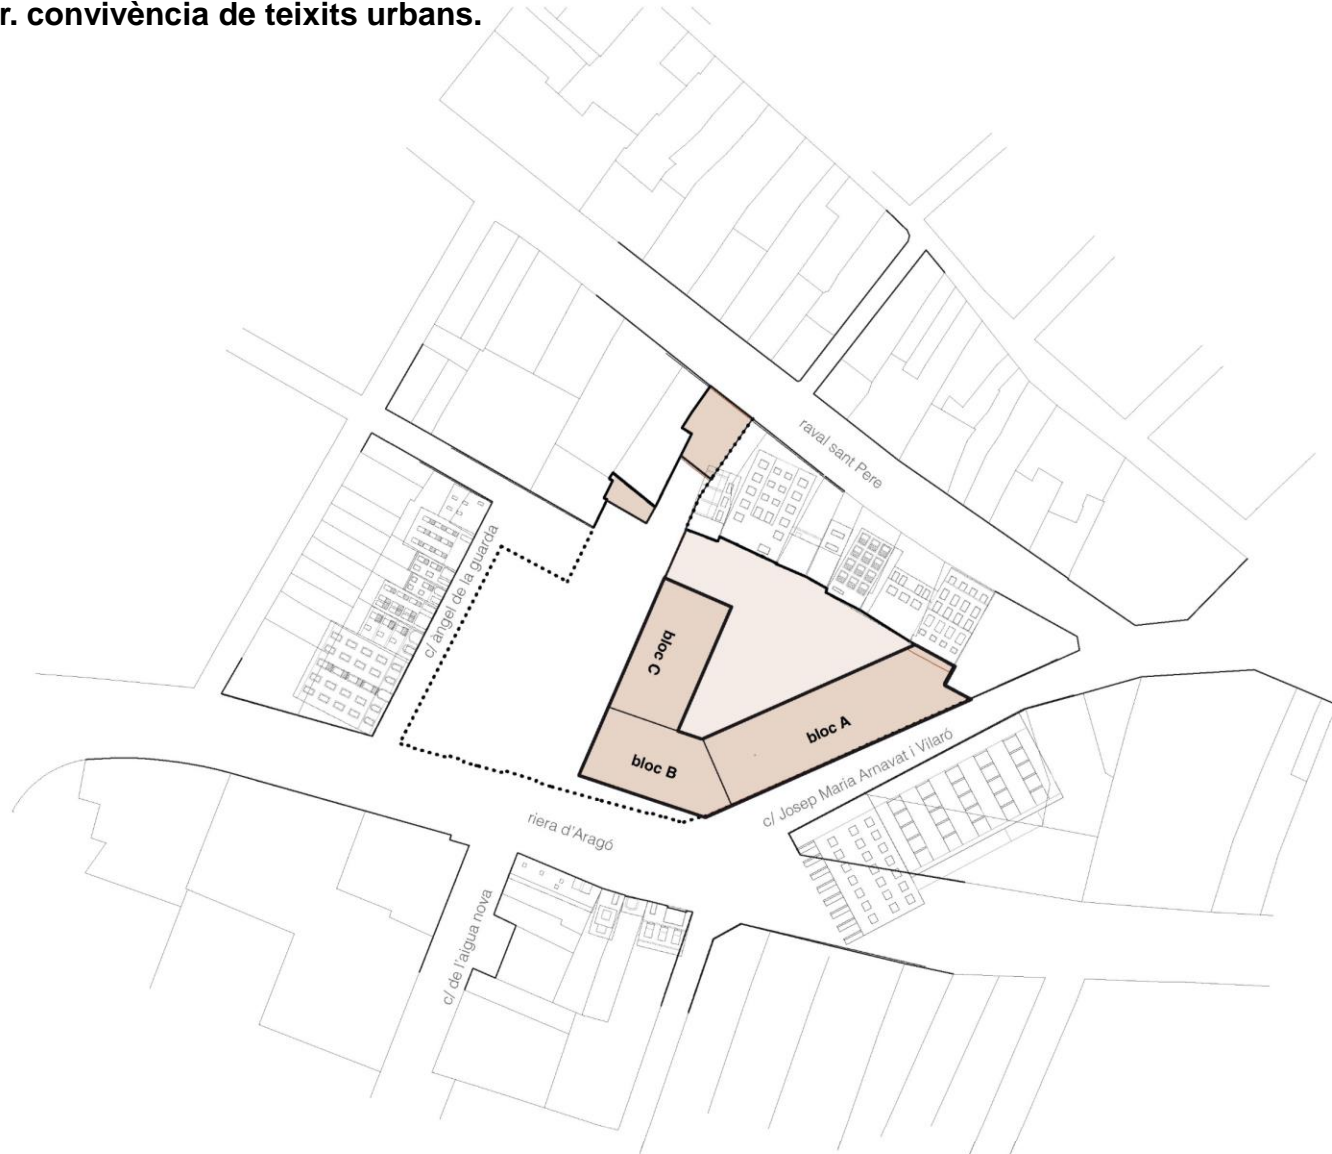 r. convivència de teixits urbans.
raval sant Pere
c/ àngel de la guarda
bloc C
bloc A
bloc B
c/ Josep Maria Arnavat i Vilaró
riera d'Aragó
c/ de l'aigua nova